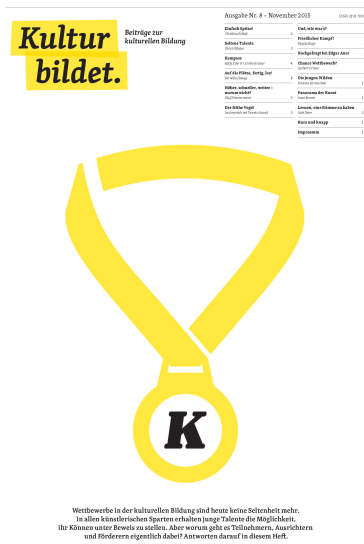 Kultur
bildet.
Beiträge zur
kulturellen Bildung
Ausgabe Nr. 8 – November 2015
Einfach Spitze!
Seltene Talente
Kompass
Auf die Plätze, fertig, los!
Höher, schneller, weiter –
warum nicht?
Der frühe Vogel
Und, wie war's?
Friedlicher Kampf?
Nachgefragt bei Edgar Auer
Chance Wettbewerb?
Die jungen Wilden
Panorama der Kunst
Lernen, eine Stimme zu haben
Kurz und knapp
Impressum
K
Wettbewerbe in der kulturellen Bildung sind heute keine Seltenheit mehr.
In allen künstlerischen Sparten erhalten junge Talente die Möglichkeit,
ihr Können unter Beweis zu stellen. Aber worum geht es Teilnehmern, Ausrichtern
und Förderern eigentlich dabei? Antworten darauf in diesem Heft.